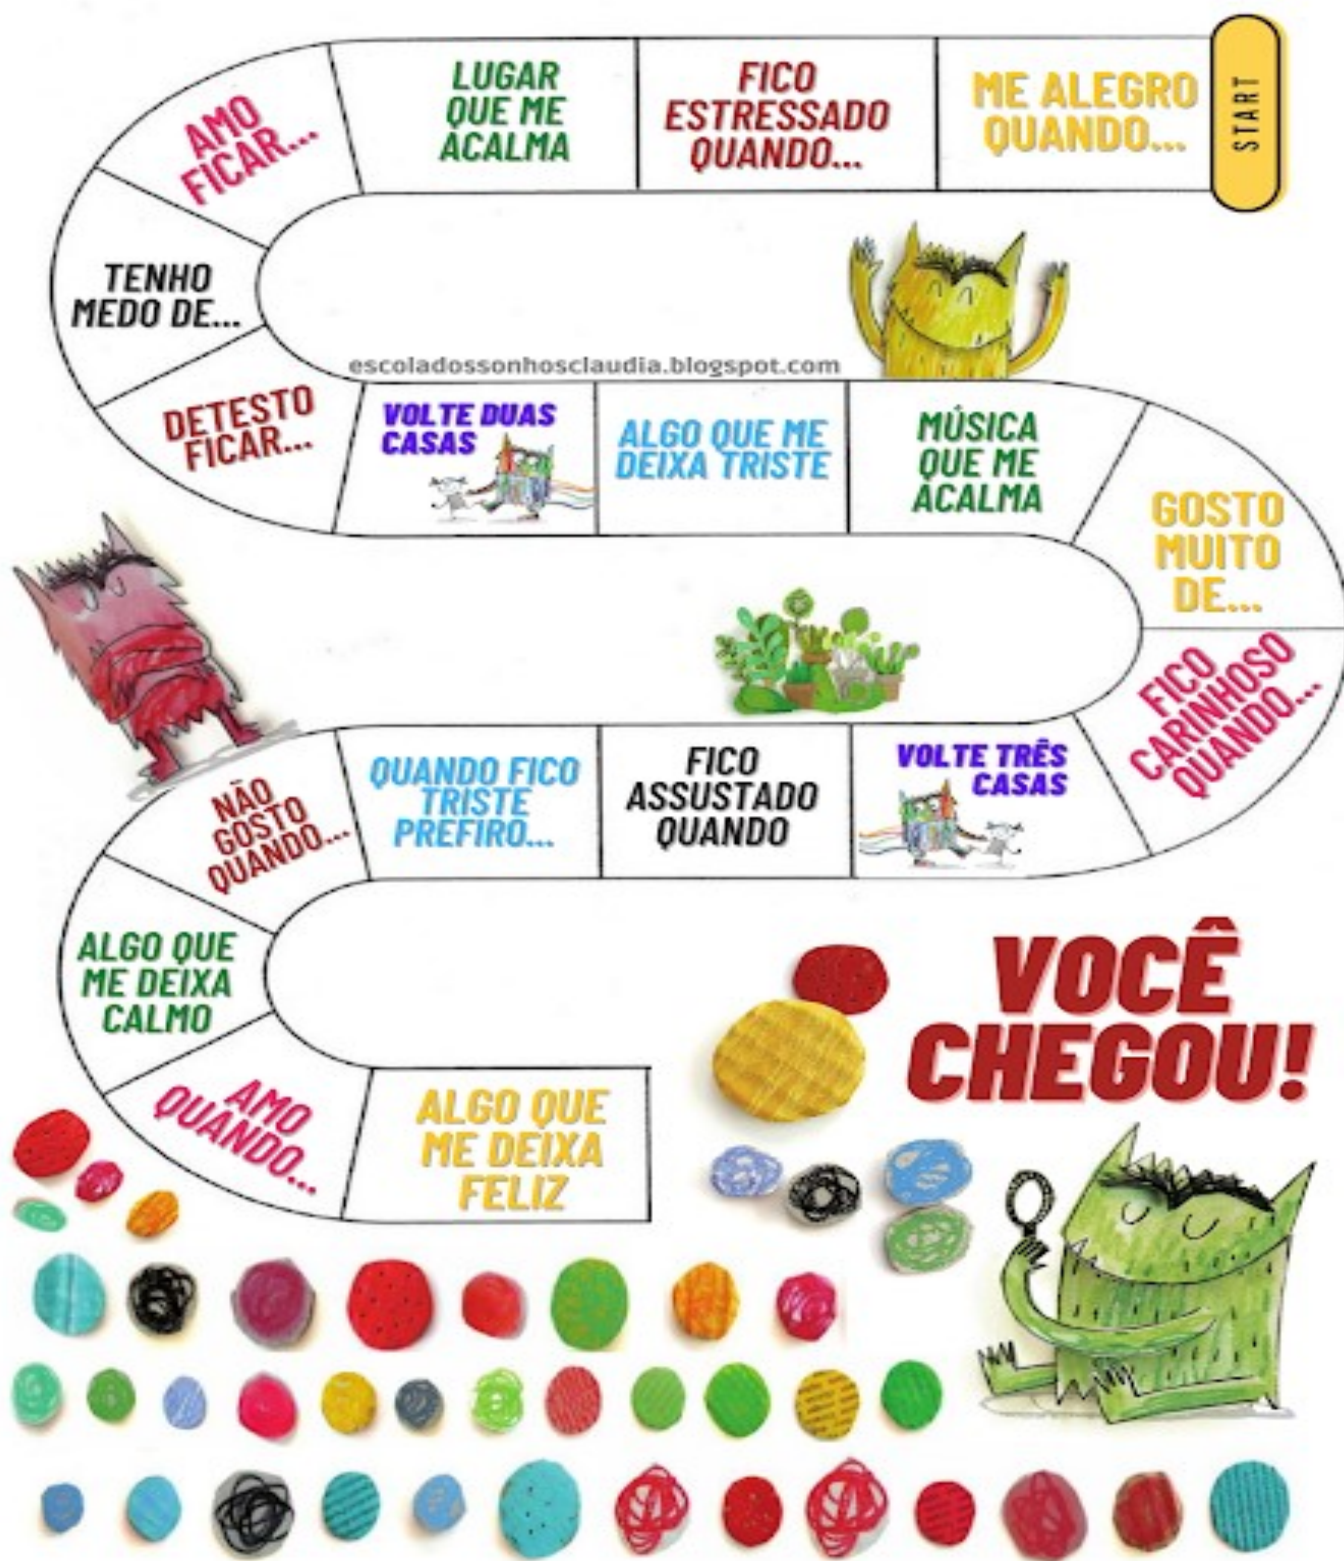 START
ME ALEGRO
QUANDO...
FICO
ESTRESSADO
QUANDO...
LUGAR
QUE ME
ACALMA
AMO
FICAR...
TENHO
MEDO DE...
DETESTO
FICAR...
VOLTE DUAS
CASAS
ALGO QUE ME
DEIXA TRISTE
MÚSICA
QUE ME
ACALMA
GOSTO
MUITO
DE...
FICO
CARINHOSO
QUANDO...
VOLTE TRÊS
CASAS
FICO
ASSUSTADO
QUANDO
QUANDO FICO
TRISTE
PREFIRO...
NÃO
GOSTO
QUANDO...
ALGO QUE
ME DEIXA
CALMO
AMO
QUANDO...
ALGO QUE
ME DEIXA
FELIZ
VOCÊ
CHEGOU!
escoladossonhosclaudia.blogspot.com